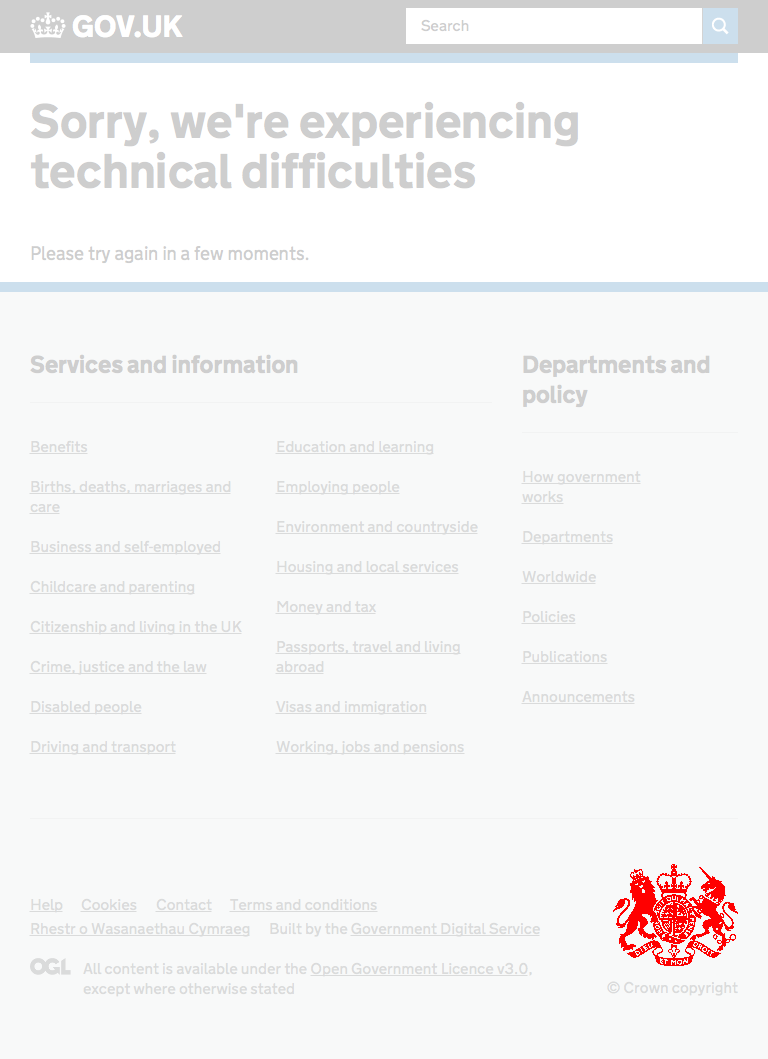 GOV.UK
Search
Sorry, we're experiencing
technical difficulties
Please try again in a few moments.
Services and information
Benefits
Births, deaths, marriages and
care
Business and self-employed
Childcare and parenting
Citizenship and living in the UK
Crime, justice and the law
Disabled people
Driving and transport
Education and learning
Employing people
Environment and countryside
Housing and local services
Money and tax
Passports, travel and living
abroad
Visas and immigration
Working, jobs and pensions
Departments and
policy
How government
works
Departments
Worldwide
Policies
Publications
Announcements
Help Cookies Contact Terms and conditions
Rhestr o Wasanaethau Cymraeg Built by the Government Digital Service
OGL All content is available under the Open Government Licence v3.0,
except where otherwise stated
ET MON
© Crown copyright